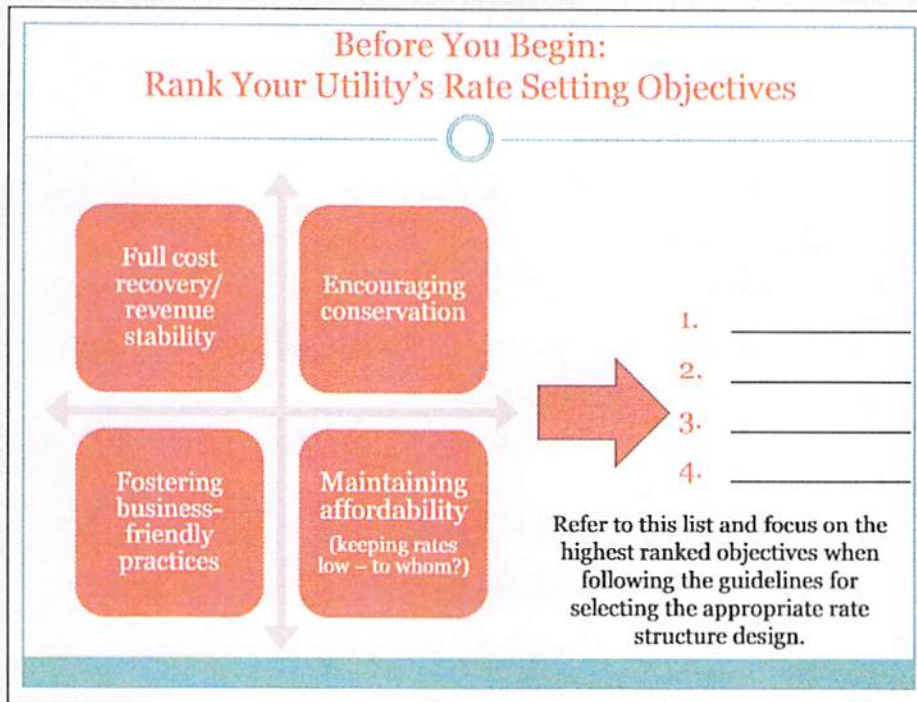 Before You Begin:
Rank Your Utility's Rate Setting Objectives
Full cost
recovery/
revenue
stability
Encouraging
conservation
Fostering
business-
friendly
practices
Maintaining
affordability
(keeping rates
low – to whom?)
1.
2.
3.
4.
Refer to this list and focus on the
highest ranked objectives when
following the guidelines for
selecting the appropriate rate
structure design.